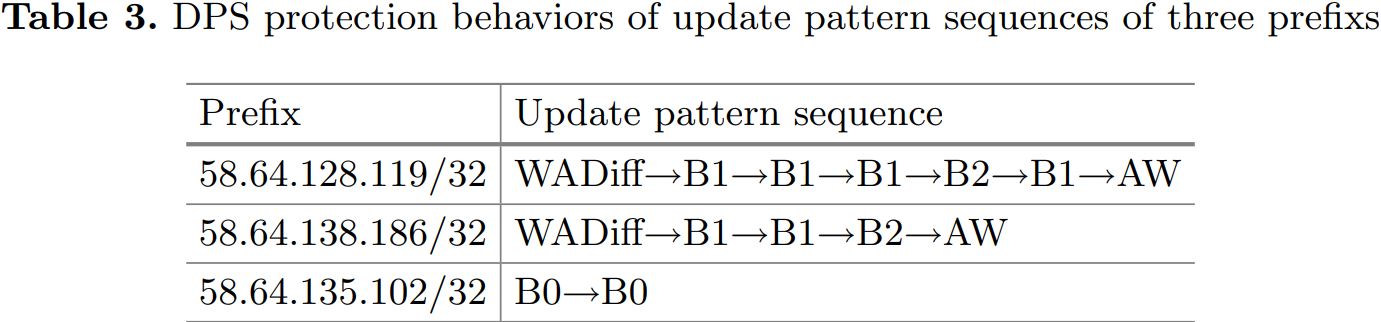 Table 3. DPS protection behaviors of update pattern sequences of three prefixs
Prefix Update pattern sequence
58.64.128.119/32 WADiff→B1→B1→B1→B2→B1→AW
58.64.138.186/32 WADiff→B1→B1→B2→AW
58.64.135.102/32 B0→B0